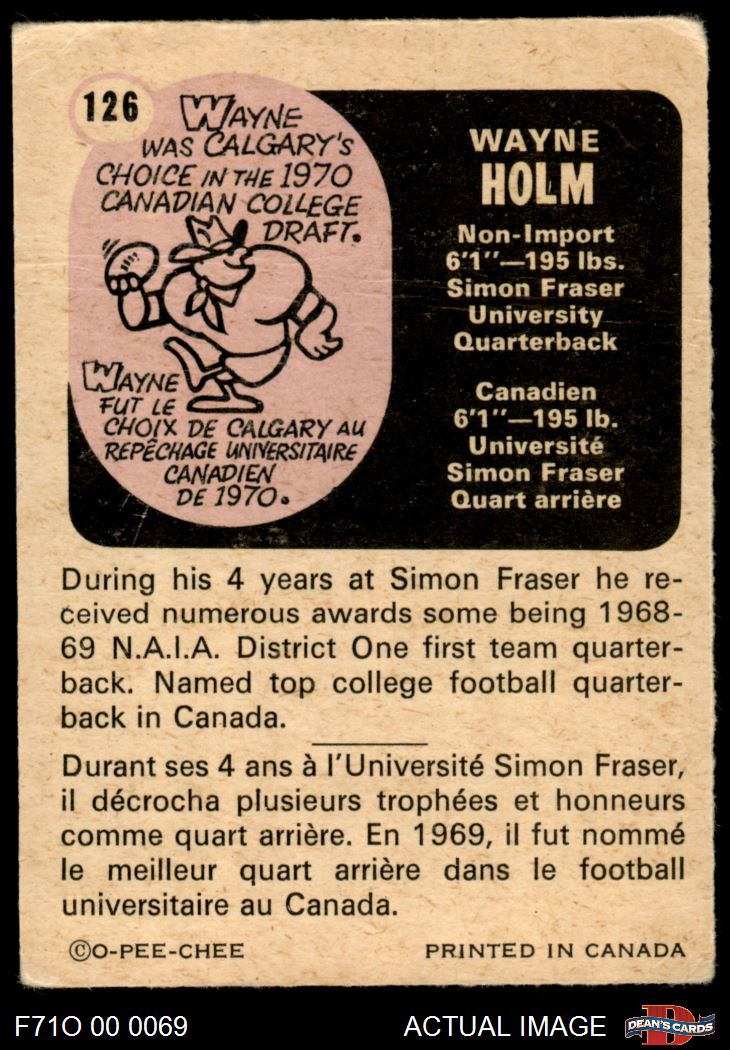 126
WAYNE
WAS CALGARY'S
CHOICE IN THE 1970
CANADIAN COLLEGE
DRAFT.
WAYNE
FUT LE
CHOIX DE CALGARY AU
REPÊCHAGE UNIVERSITAIRE
CANADIEN
DE 1970.
WAYNE
HOLM
Non-Import
6'1"—195 lbs.
Simon Fraser
University
Quarterback
Canadien
6'1"—195 lb.
Université
Simon Fraser
Quart arrière
During his 4 years at Simon Fraser he re-
ceived numerous awards some being 1968-
69 N.A.I.A. District One first team quarter-
back. Named top college football quarter-
back in Canada.
Durant ses 4 ans à l'Université Simon Fraser,
il décrocha plusieurs trophées et honneurs
comme quart arrière. En 1969, il fut nommé
le meilleur quart arrière dans le football
universitaire au Canada.
©O-PEE-CHEE
PRINTED IN CANADA
F71O 00 0069
ACTUAL IMAGE
D
DEAN'S CARDS